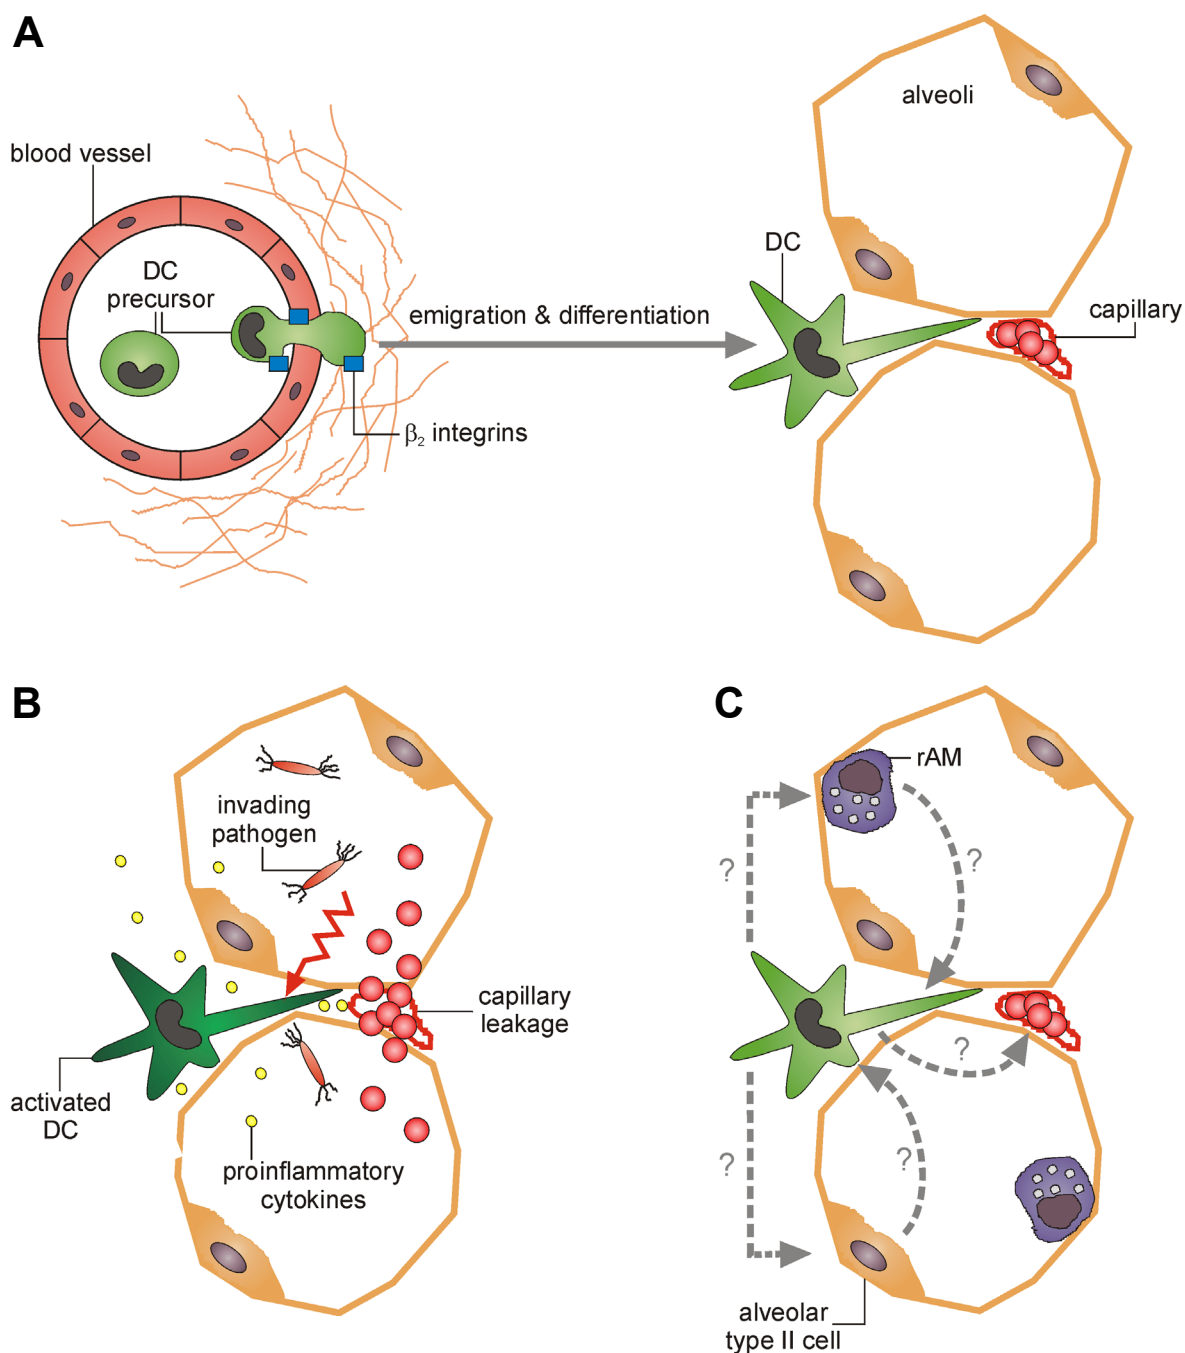 A
alveoli
blood vessel
DC
precursor
DC
emigration & differentiation
capillary
β₂ integrins
B
invading
pathogen
capillary
leakage
activated
DC
proinflammatory
cytokines
C
rAM
?
?
?
?
?
alveolar
type II cell